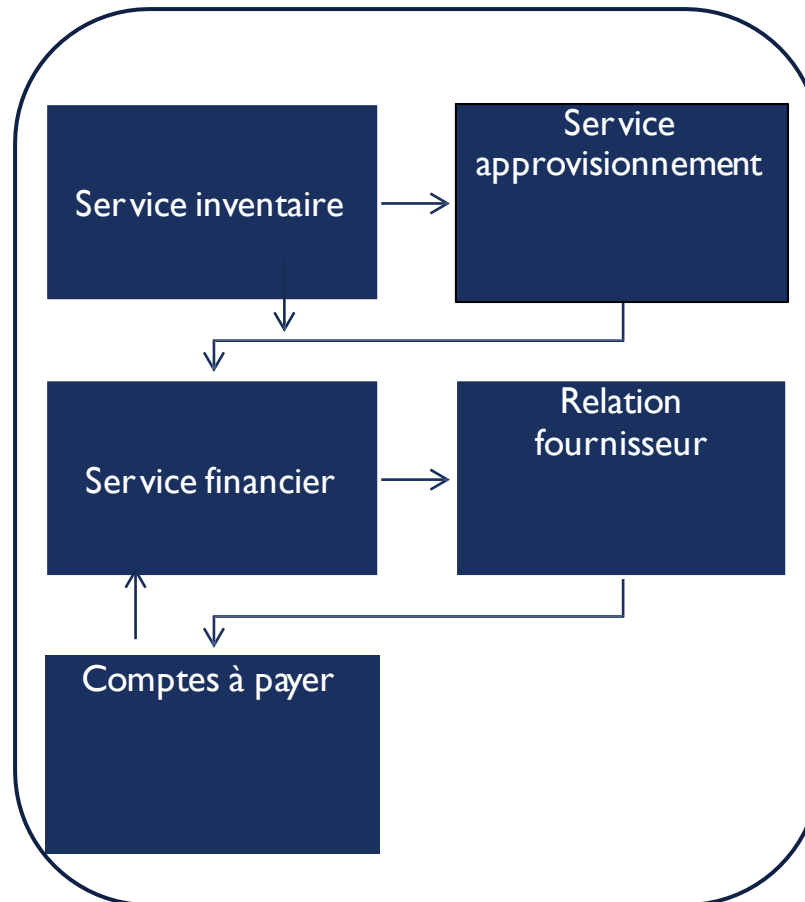 Service inventaire
Service
approvisionnement
Service financier
Relation
fournisseur
Comptes à payer